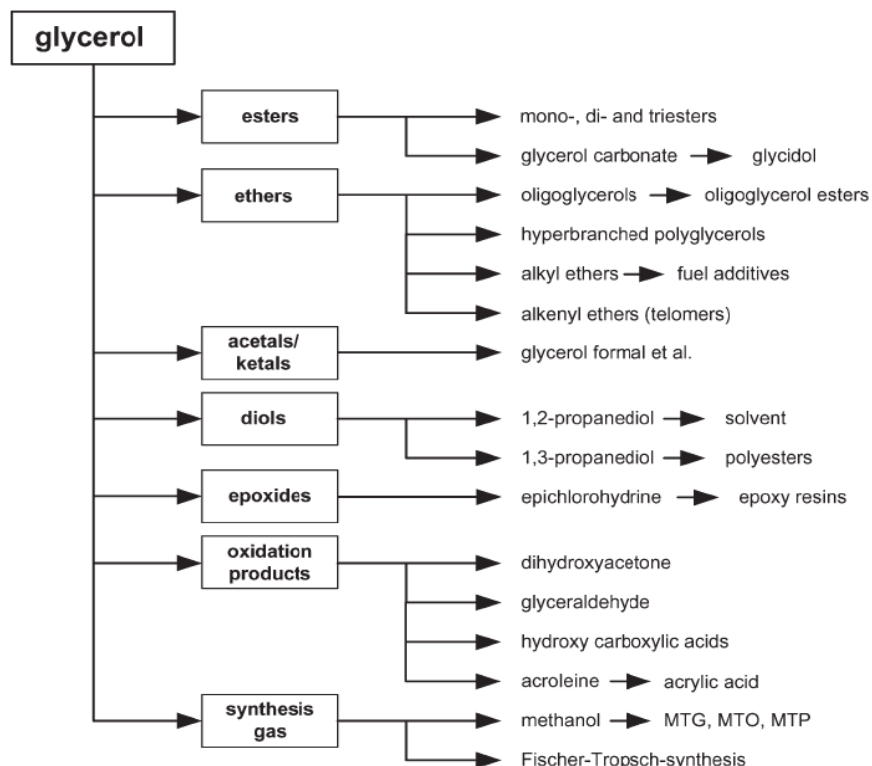 glycerol
esters
mono-, di- and triesters
glycerol carbonate
glycidol
ethers
oligoglycerols
oligoglycerol esters
hyperbranched polyglycerols
alkyl ethers
fuel additives
alkenyl ethers (telomers)
acetals/
ketals
glycerol formal et al.
diols
1,2-propanediol
solvent
1,3-propanediol
polyesters
epoxides
epichlorohydrine
epoxy resins
oxidation
products
dihydroxyacetone
glyceraldehyde
hydroxy carboxylic acids
acroleine
acrylic acid
synthesis
gas
methanol
MTG, MTO, MTP
Fischer-Tropsch-synthesis